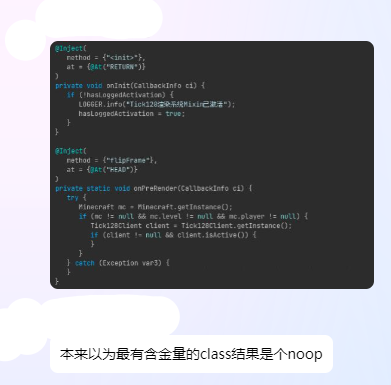 @Inject(
method = {"<init>"},
at = {@At("RETURN")}
)
private void onInit(CallbackInfo ci) {
if (!hasLoggedActivation) {
LOGGER.info("Tick128渲染系统Mixin已激活");
hasLoggedActivation = true;
}
}
@Inject(
method = {"flipFrame"},
at = {@At("HEAD")}
)
private static void onPreRender(CallbackInfo ci) {
try {
Minecraft mc = Minecraft.getInstance();
if (mc != null && mc.level != null && mc.player != null) {
Tick128Client client = Tick128Client.getInstance();
if (client != null && client.isActive()) {
}
}
} catch (Exception var3) {
}
}
本来以为最有含金量的class结果是个noop